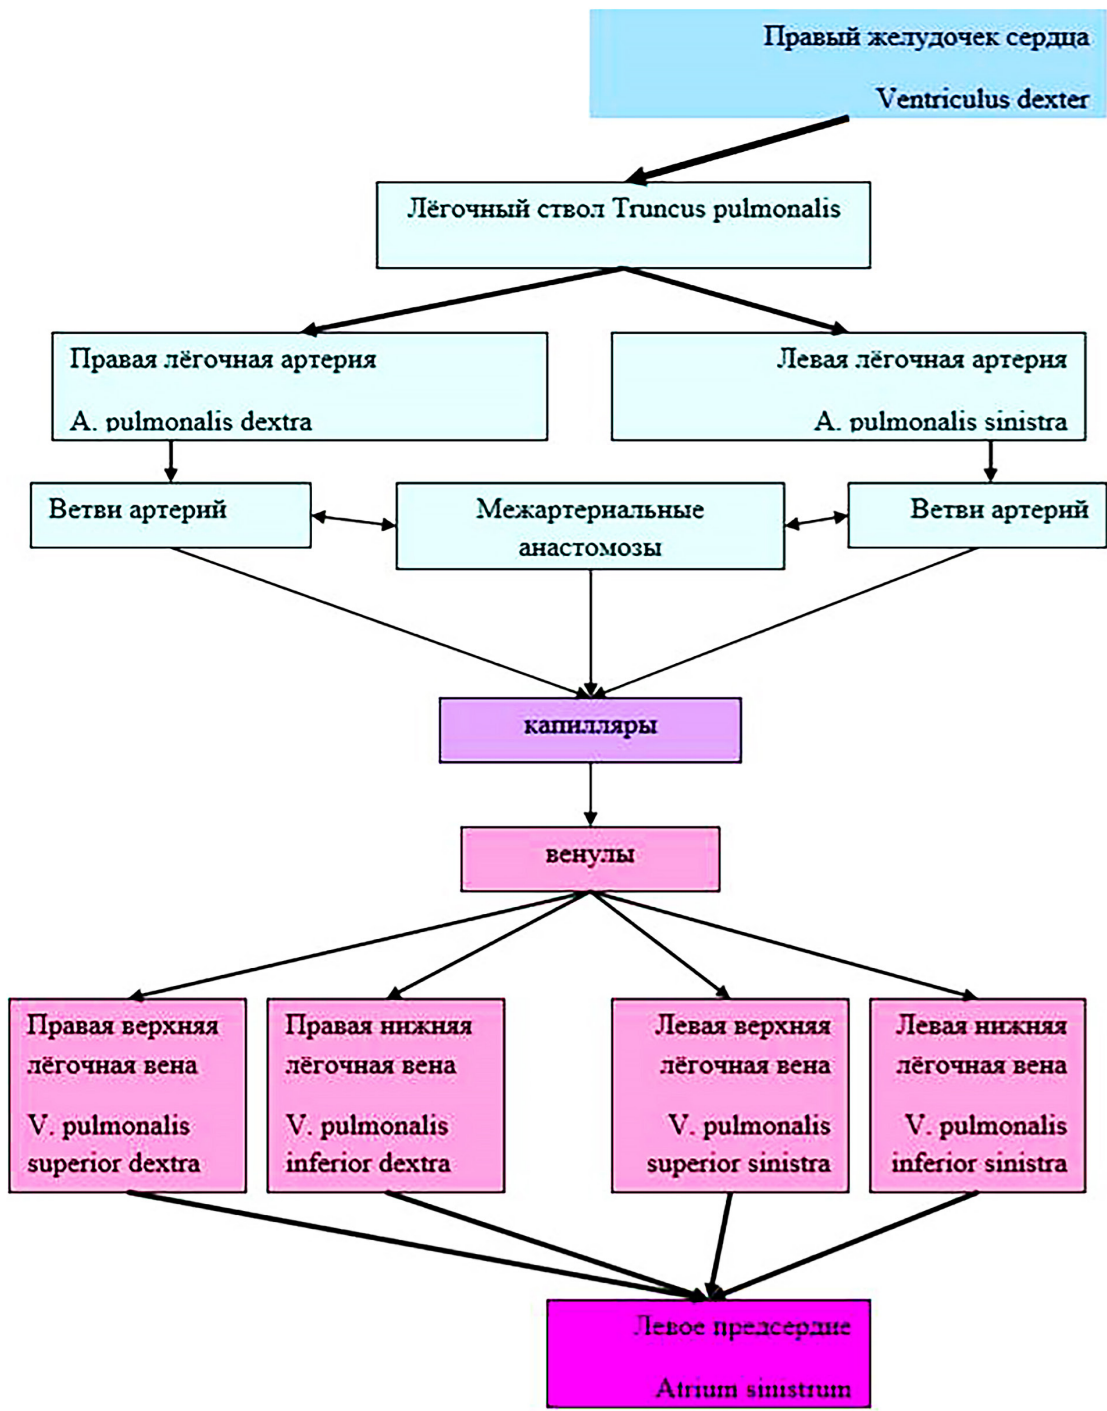 Правый желудочек сердца
Ventriculus dexter
Лёгочный ствол Truncus pulmonalis
Правая лёгочная артерия
A. pulmonalis dextra
Левая лёгочная артерия
A. pulmonalis sinistra
Ветви артерий
Межартериальные
анастомозы
Ветви артерий
капилляры
венулы
Правая верхняя
лёгочная вена
V. pulmonalis
superior dextra
Правая нижняя
лёгочная вена
V. pulmonalis
inferior dextra
Левая верхняя
лёгочная вена
V. pulmonalis
superior sinistra
Левая нижняя
лёгочная вена
V. pulmonalis
inferior sinistra
Левое предсердие
Atrium sinistrum